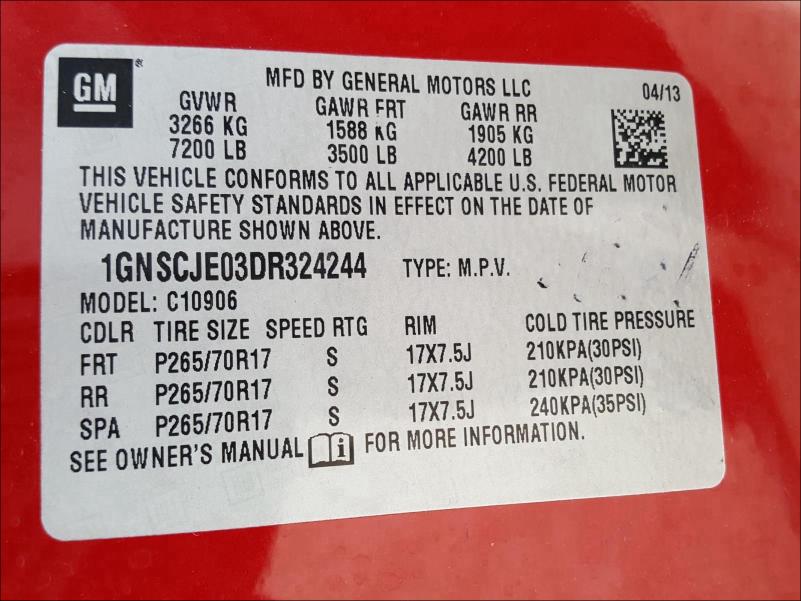 GM
MFD BY GENERAL MOTORS LLC
04/13
GVWR GAWR FRT GAWR RR
3266 KG 1588 KG 1905 KG
7200 LB 3500 LB 4200 LB
THIS VEHICLE CONFORMS TO ALL APPLICABLE U.S. FEDERAL MOTOR
VEHICLE SAFETY STANDARDS IN EFFECT ON THE DATE OF
MANUFACTURE SHOWN ABOVE.
1GNSCJE03DR324244 TYPE: M.P.V.
MODEL: C10906
CDLR TIRE SIZE SPEED RTG RIM COLD TIRE PRESSURE
FRT P265/70R17 S 17X7.5J 210KPA(30PSI)
RR P265/70R17 S 17X7.5J 210KPA(30PSI)
SPA P265/70R17 S 17X7.5J 240KPA(35PSI)
SEE OWNER'S MANUAL i FOR MORE INFORMATION.